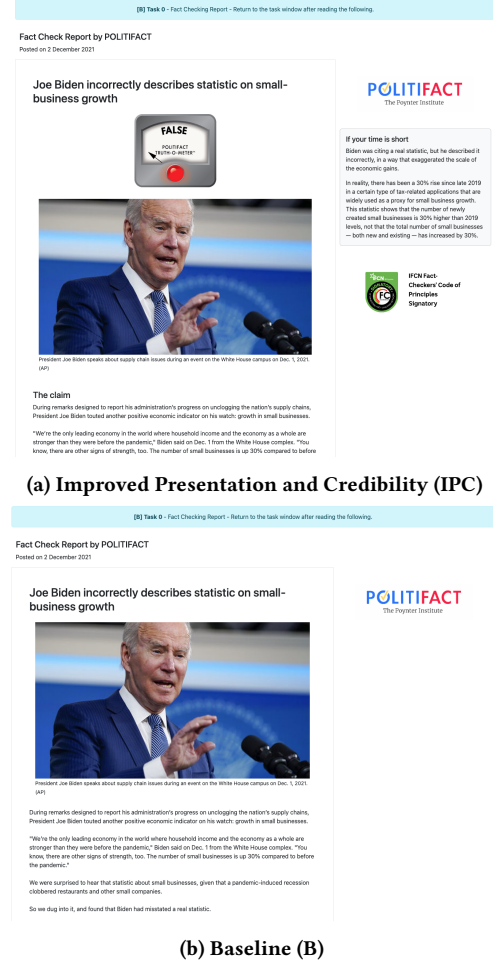 [B] Task 0 - Fact Checking Report - Return to the task window after reading the following.
Fact Check Report by POLITIFACT
Posted on 2 December 2021
Joe Biden incorrectly describes statistic on small-
business growth
FALSE
POLITIFACT
TRUTH-O-METER™
President Joe Biden speaks about supply chain issues during an event on the White House campus on Dec. 1, 2021.
(AP)
The claim
During remarks designed to report his administration's progress on unclogging the nation's supply chains,
President Joe Biden touted another positive economic indicator on his watch: growth in small businesses.
"We're the only leading economy in the world where household income and the economy as a whole are
stronger than they were before the pandemic," Biden said on Dec. 1 from the White House complex. "You
know, there are other signs of strength, too. The number of small businesses is up 30% compared to before
POLITIFACT
The Poynter Institute
If your time is short
Biden was citing a real statistic, but he described it
incorrectly, in a way that exaggerated the scale of
the economic gains.
In reality, there has been a 30% rise since late 2019
in a certain type of tax-related applications that are
widely used as a proxy for small business growth.
This statistic shows that the number of newly
created small businesses is 30% higher than 2019
levels, not that the total number of small businesses
— both new and existing — has increased by 30%.
IFCN
FC
IFCN Fact-
Checkers' Code of
Principles
Signatory
(a) Improved Presentation and Credibility (IPC)
[B] Task 0 - Fact Checking Report - Return to the task window after reading the following.
Fact Check Report by POLITIFACT
Posted on 2 December 2021
Joe Biden incorrectly describes statistic on small-
business growth
President Joe Biden speaks about supply chain issues during an event on the White House campus on Dec. 1, 2021.
(AP)
During remarks designed to report his administration's progress on unclogging the nation's supply chains,
President Joe Biden touted another positive economic indicator on his watch: growth in small businesses.
"We're the only leading economy in the world where household income and the economy as a whole are
stronger than they were before the pandemic," Biden said on Dec. 1 from the White House complex. "You
know, there are other signs of strength, too. The number of small businesses is up 30% compared to before
the pandemic."
We were surprised to hear that statistic about small businesses, given that a pandemic-induced recession
clobbered restaurants and other small companies.
So we dug into it, and found that Biden had misstated a real statistic.
POLITIFACT
The Poynter Institute
(b) Baseline (B)